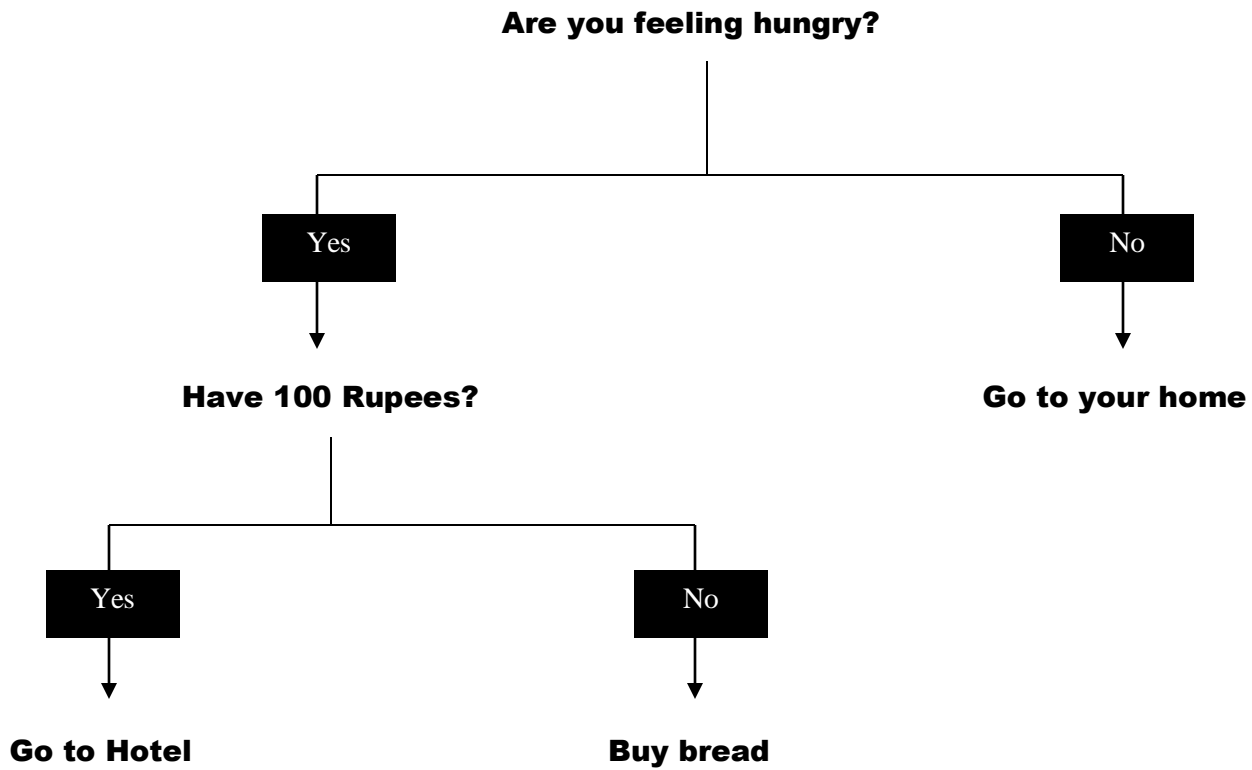 Are you feeling hungry?
Yes
No
Have 100 Rupees?
Go to your home
Yes
No
Go to Hotel
Buy bread